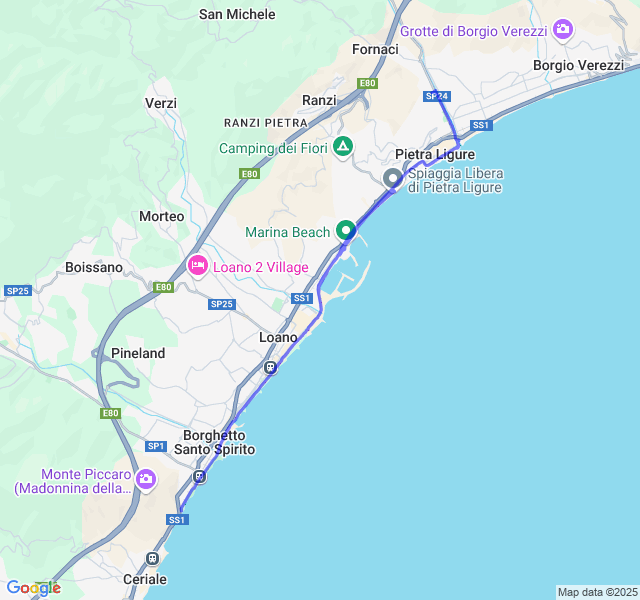 San Michele
Grotte di Borgio Verezzi
Fornaci
Borgio Verezzi
E80
Verzi
Ranzi
SP24
RANZI PIETRA
SS1
Camping dei Fiori
Pietra Ligure
E80
Spiaggia Libera
di Pietra Ligure
Morteo
Marina Beach
Boissano
Loano 2 Village
SP25
E80
SP25
SS1
Loano
Pineland
E80
SP1
Borghetto
Santo Spirito
Monte Piccaro
(Madonnina della…
SS1
Ceriale
Google
Map data ©2025